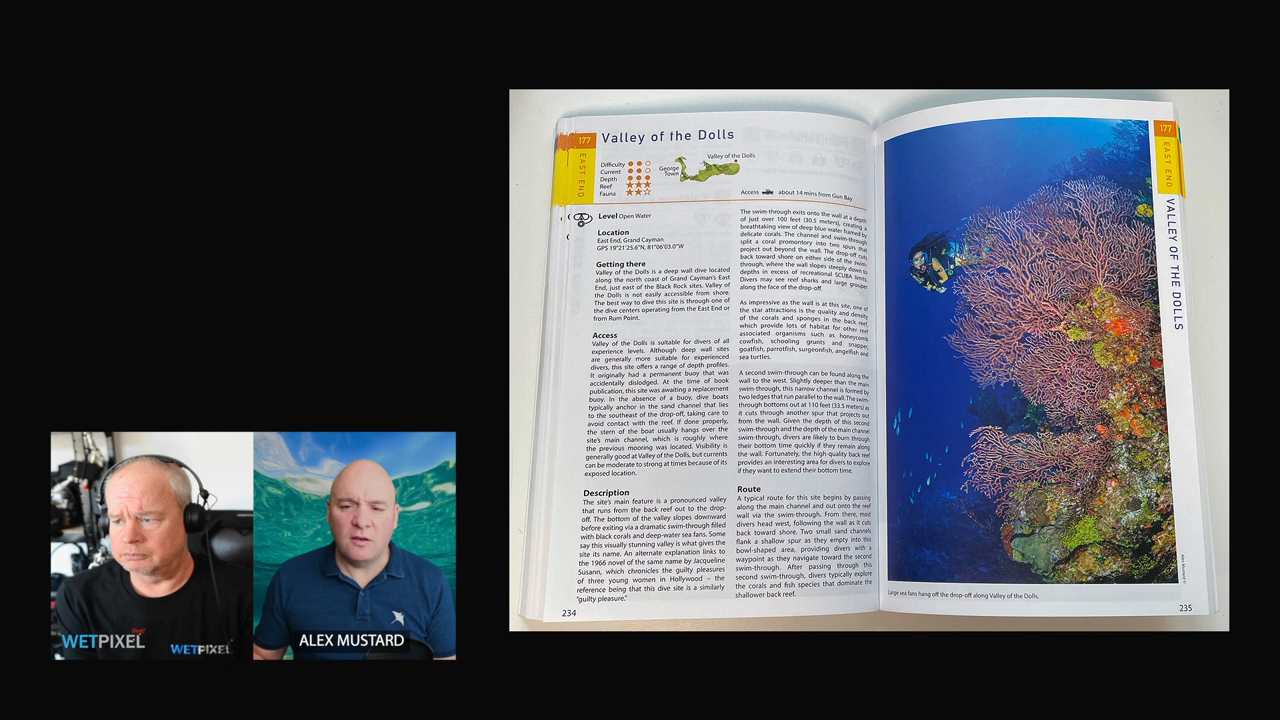 177
Valley of the Dolls
EAST END
Difficulty
Current
Depth
Reef
Fauna
George
Town
Valley of the Dolls
Access about 14 mins from Gun Bay
Level Open Water
Location
East End, Grand Cayman
GPS 19°21'25.6"N, 81°06'03.0"W
Getting there
Valley of the Dolls is a deep wall dive located
along the north coast of Grand Cayman's East
End, just east of the Black Rock sites. Valley of
the Dolls is not easily accessible from shore.
The best way to dive this site is through one of
the dive centers operating from the East End or
from Rum Point.
Access
Valley of the Dolls is suitable for divers of all
experience levels. Although deep wall sites
are generally more suitable for experienced
divers, this site offers a range of depth profiles.
It originally had a permanent buoy that was
accidentally dislodged. At the time of book
publication, this site was awaiting a replacement
buoy. In the absence of a buoy, dive boats
typically anchor in the sand channel that lies
to the southeast of the drop-off, taking care to
avoid contact with the reef. If done properly,
the stern of the boat usually hangs over the
site's main channel, which is roughly where
the previous mooring was located. Visibility is
generally good at Valley of the Dolls, but currents
can be moderate to strong at times because of its
exposed location.
Description
The site's main feature is a pronounced valley
that runs from the back reef out to the drop-
off. The bottom of the valley slopes downward
before exiting via a dramatic swim-through filled
with black corals and deep-water sea fans. Some
say this visually stunning valley is what gives the
site its name. An alternate explanation links to
the 1966 novel of the same name by Jacqueline
Susann, which chronicles the guilty pleasures
of three young women in Hollywood – the
reference being that this dive site is a similarly
"guilty pleasure."
234
The swim-through exits onto the wall at a depth
of just over 100 feet (30.5 meters), creating a
breathtaking view of deep blue water framed by
delicate corals. The channel and swim-through
split a coral promontory into two spurs that
project out beyond the wall. The drop-off cuts
back toward shore on either side of the swim-
through, where the wall slopes steeply down to
depths in excess of recreational SCUBA limits.
Divers may see reef sharks and large grouper
along the face of the drop-off.
As impressive as the wall is at this site, one of
the star attractions is the quality and density
of the corals and sponges in the back reef,
which provide lots of habitat for other reef
associated organisms such as honeycomb
cowfish, schooling grunts and snapper,
goatfish, parrotfish, surgeonfish, angelfish and
sea turtles.
A second swim-through can be found along the
wall to the west. Slightly deeper than the main
swim-through, this narrow channel is formed by
two ledges that run parallel to the wall. The swim-
through bottoms out at 110 feet (33.5 meters) as
it cuts through another spur that projects out
from the wall. Given the depth of this second
swim-through and the depth of the main channel
swim-through, divers are likely to burn through
their bottom time quickly if they remain along
the wall. Fortunately, the high-quality back reef
provides an interesting area for divers to explore
if they want to extend their bottom time.
Route
A typical route for this site begins by passing
along the main channel and out onto the reef
wall via the swim-through. From there, most
divers head west, following the wall as it cuts
back toward shore. Two small sand channels
flank a shallow spur as they empty into this
bowl-shaped area, providing divers with a
waypoint as they navigate toward the second
swim-through. After passing through this
second swim-through, divers typically explore
the corals and fish species that dominate the
shallower back reef.
177
EAST END
VALLEY OF THE DOLLS
Large sea fans hang off the drop-off along Valley of the Dolls.
235
WETPIXEL live!
WETPIXEL
ALEX MUSTARD